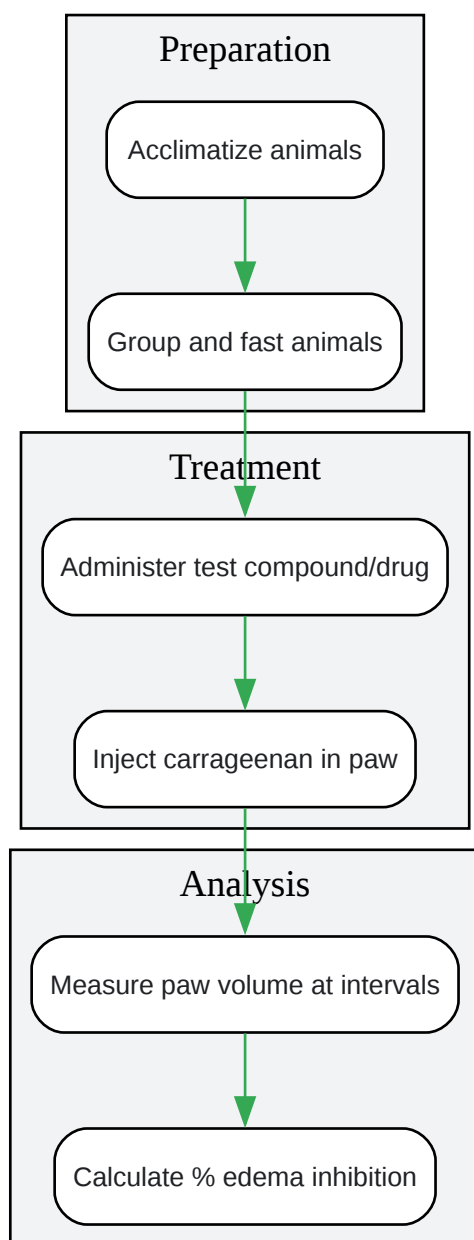 Preparation
Acclimatize animals
Group and fast animals
Treatment
Administer test compound/drug
Inject carrageenan in paw
Analysis
Measure paw volume at intervals
Calculate % edema inhibition